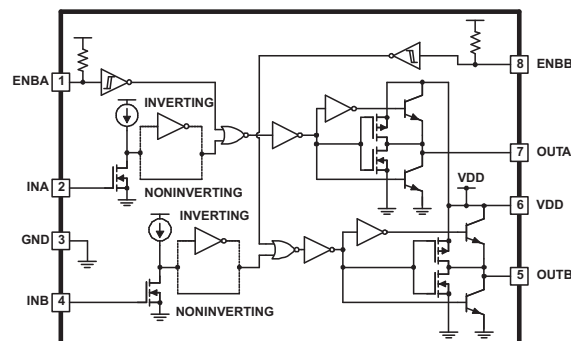 ENBA 1
8 ENBB
INVERTING
INA 2
7 OUTA
NONINVERTING
INVERTING
VDD
6 VDD
GND 3
5 OUTB
INB 4
NONINVERTING